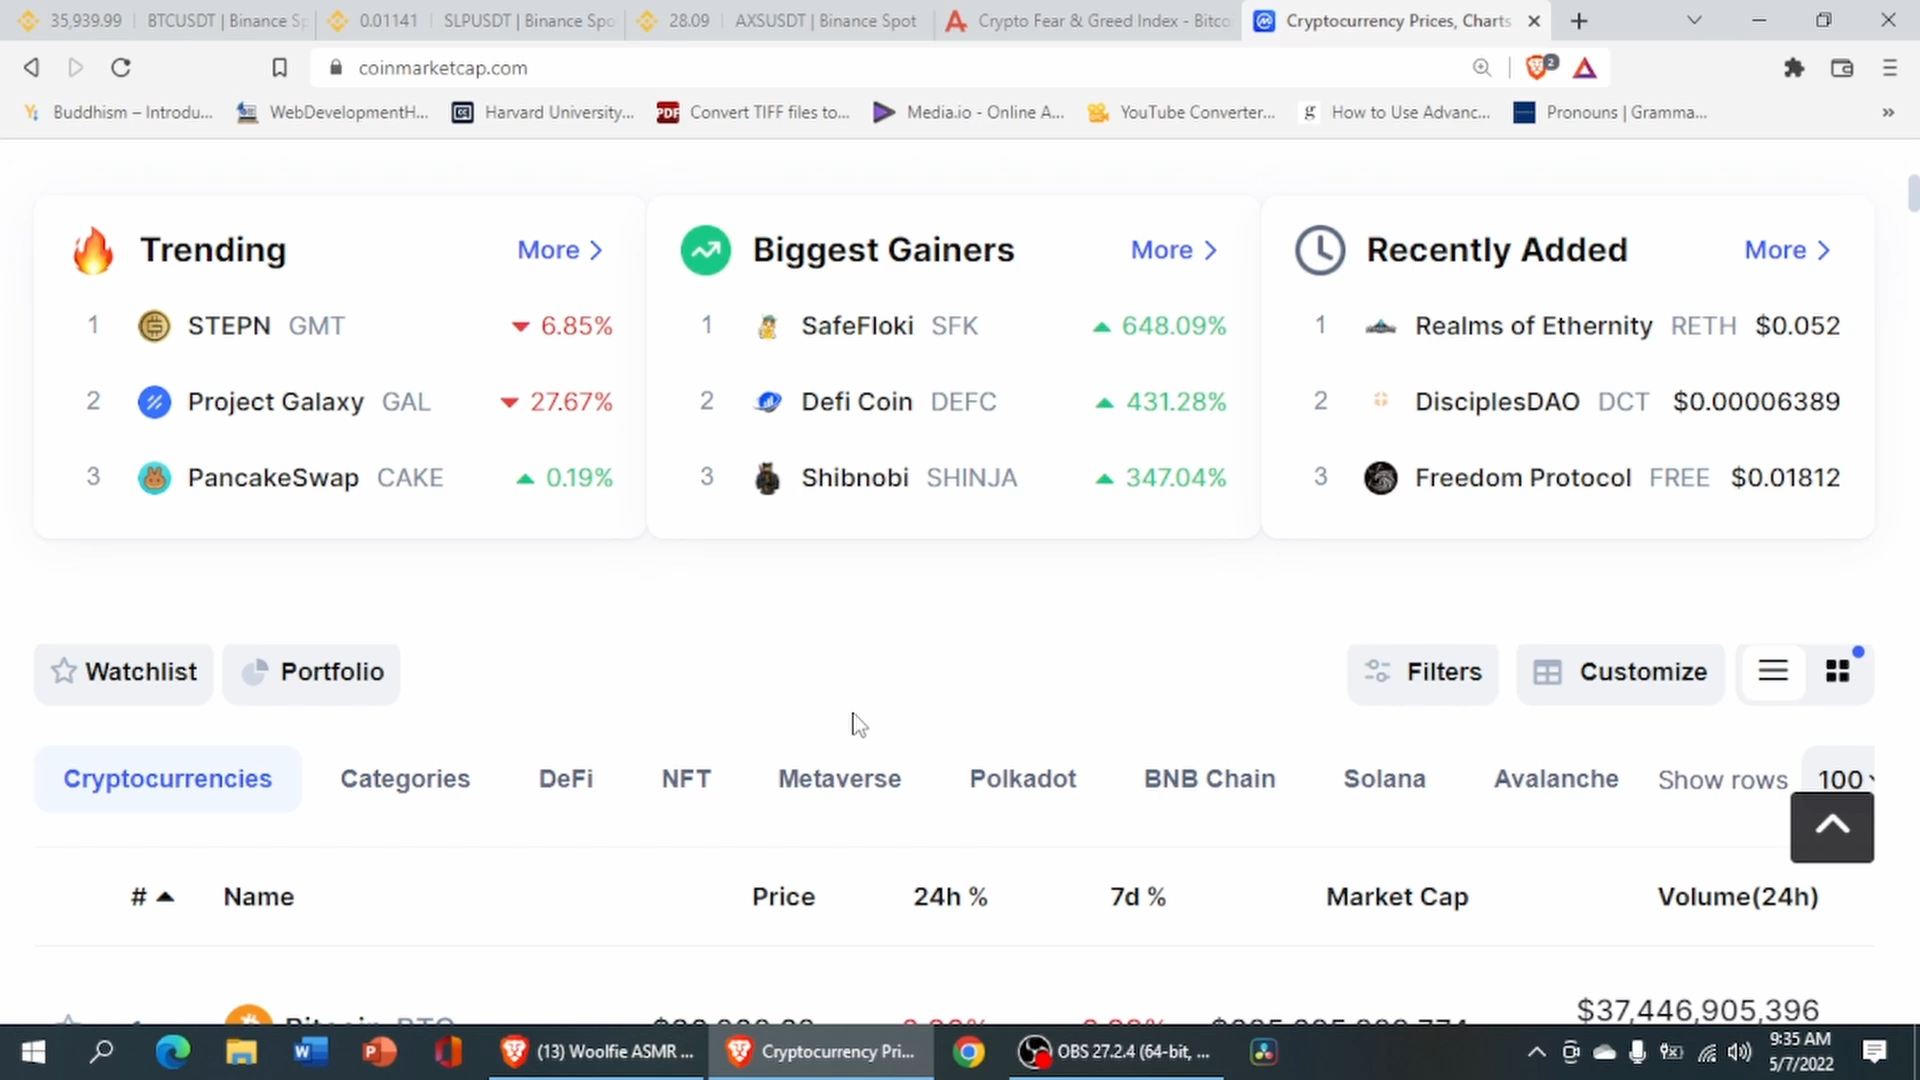 35,939.99 BTCUSDT | Binance Sp 0.01141 SLPUSDT | Binance Spo 28.09 AXSUSDT | Binance Spot Crypto Fear & Greed Index - Bitco Cryptocurrency Prices, Charts
coinmarketcap.com 2
Buddhism – Introdu... WebDevelopmentH... Harvard University... PDF Convert TIFF files to... Media.io - Online A... YouTube Converter... g How to Use Advanc... Pronouns | Gramma... »
Trending More >
1 STEPN GMT 6.85%
2 Project Galaxy GAL 27.67%
3 PancakeSwap CAKE 0.19%
Biggest Gainers More >
1 SafeFloki SFK 648.09%
2 Defi Coin DEFC 431.28%
3 Shibnobi SHINJA 347.04%
Recently Added More >
1 Realms of Ethernity RETH $0.052
2 DisciplesDAO DCT $0.00006389
3 Freedom Protocol FREE $0.01812
Watchlist Portfolio Filters Customize
Cryptocurrencies Categories DeFi NFT Metaverse Polkadot BNB Chain Solana Avalanche Show rows 100
# Name Price 24h % 7d % Market Cap Volume(24h)
Bitcoin BTC $37,446,905,396
(13) Woolfie ASMR ... Cryptocurrency Pri... OBS 27.2.4 (64-bit, ... 9:35 AM
5/7/2022